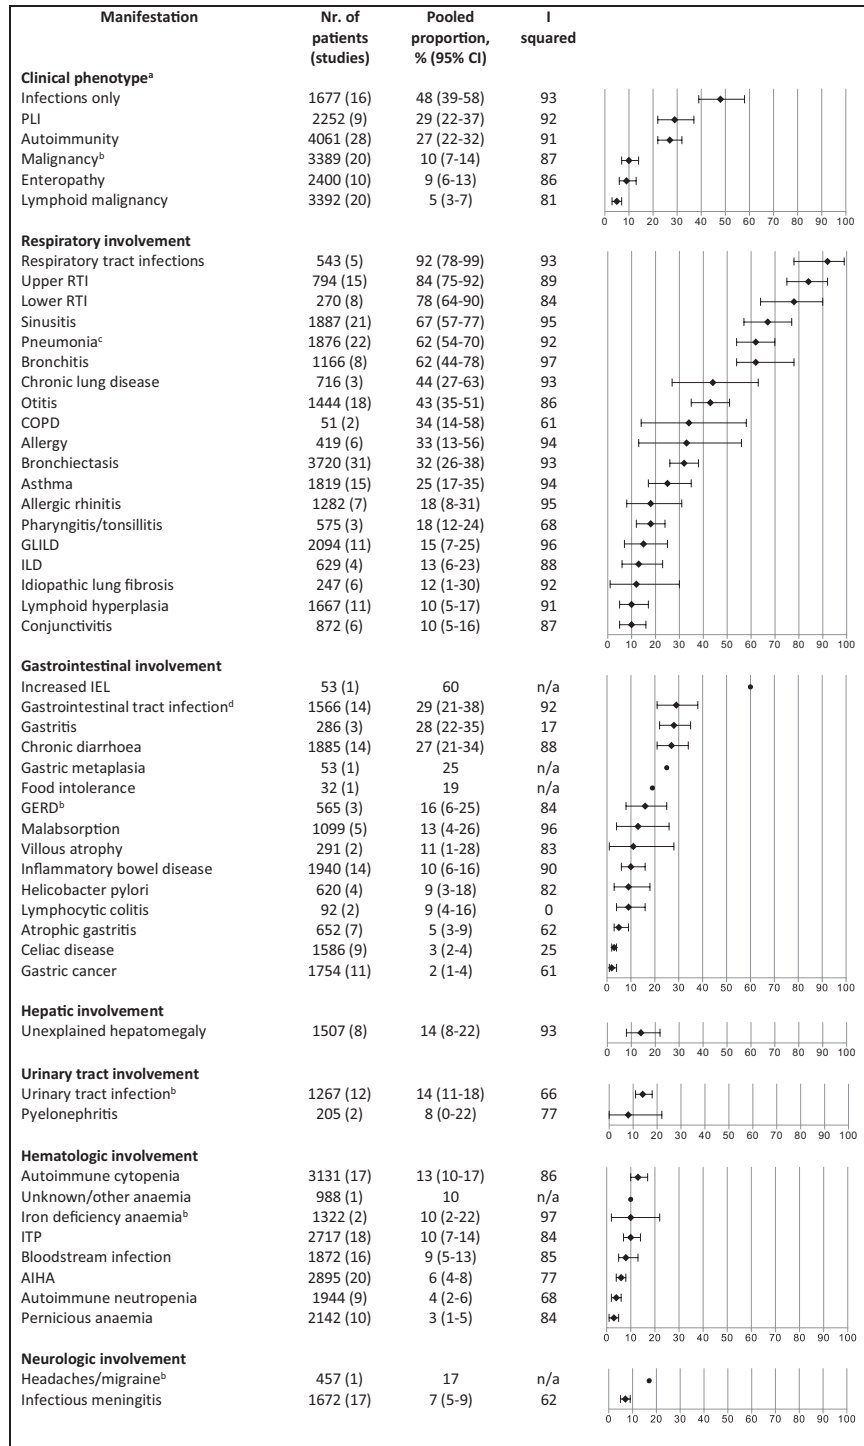 Manifestation Nr. of Pooled I
patients proportion, squared
(studies) % (95% CI)
Clinical phenotypeᵃ
Infections only 1677 (16) 48 (39-58) 93
PLI 2252 (9) 29 (22-37) 92
Autoimmunity 4061 (28) 27 (22-32) 91
Malignancyᵇ 3389 (20) 10 (7-14) 87
Enteropathy 2400 (10) 9 (6-13) 86
Lymphoid malignancy 3392 (20) 5 (3-7) 81
0 10 20 30 40 50 60 70 80 90 100
Respiratory involvement
Respiratory tract infections 543 (5) 92 (78-99) 93
Upper RTI 794 (15) 84 (75-92) 89
Lower RTI 270 (8) 78 (64-90) 84
Sinusitis 1887 (21) 67 (57-77) 95
Pneumoniaᶜ 1876 (22) 62 (54-70) 92
Bronchitis 1166 (8) 62 (44-78) 97
Chronic lung disease 716 (3) 44 (27-63) 93
Otitis 1444 (18) 43 (35-51) 86
COPD 51 (2) 34 (14-58) 61
Allergy 419 (6) 33 (13-56) 94
Bronchiectasis 3720 (31) 32 (26-38) 93
Asthma 1819 (15) 25 (17-35) 94
Allergic rhinitis 1282 (7) 18 (8-31) 95
Pharyngitis/tonsillitis 575 (3) 18 (12-24) 68
GLILD 2094 (11) 15 (7-25) 96
ILD 629 (4) 13 (6-23) 88
Idiopathic lung fibrosis 247 (6) 12 (1-30) 92
Lymphoid hyperplasia 1667 (11) 10 (5-17) 91
Conjunctivitis 872 (6) 10 (5-16) 87
0 10 20 30 40 50 60 70 80 90 100
Gastrointestinal involvement
Increased IEL 53 (1) 60 n/a
Gastrointestinal tract infectionᵈ 1566 (14) 29 (21-38) 92
Gastritis 286 (3) 28 (22-35) 17
Chronic diarrhoea 1885 (14) 27 (21-34) 88
Gastric metaplasia 53 (1) 25 n/a
Food intolerance 32 (1) 19 n/a
GERDᵇ 565 (3) 16 (6-25) 84
Malabsorption 1099 (5) 13 (4-26) 96
Villous atrophy 291 (2) 11 (1-28) 83
Inflammatory bowel disease 1940 (14) 10 (6-16) 90
Helicobacter pylori 620 (4) 9 (3-18) 82
Lymphocytic colitis 92 (2) 9 (4-16) 0
Atrophic gastritis 652 (7) 5 (3-9) 62
Celiac disease 1586 (9) 3 (2-4) 25
Gastric cancer 1754 (11) 2 (1-4) 61
0 10 20 30 40 50 60 70 80 90 100
Hepatic involvement
Unexplained hepatomegaly 1507 (8) 14 (8-22) 93
0 10 20 30 40 50 60 70 80 90 100
Urinary tract involvement
Urinary tract infectionᵇ 1267 (12) 14 (11-18) 66
Pyelonephritis 205 (2) 8 (0-22) 77
0 10 20 30 40 50 60 70 80 90 100
Hematologic involvement
Autoimmune cytopenia 3131 (17) 13 (10-17) 86
Unknown/other anaemia 988 (1) 10 n/a
Iron deficiency anaemiaᵇ 1322 (2) 10 (2-22) 97
ITP 2717 (18) 10 (7-14) 84
Bloodstream infection 1872 (16) 9 (5-13) 85
AIHA 2895 (20) 6 (4-8) 77
Autoimmune neutropenia 1944 (9) 4 (2-6) 68
Pernicious anaemia 2142 (10) 3 (1-5) 84
0 10 20 30 40 50 60 70 80 90 100
Neurologic involvement
Headaches/migraineᵇ 457 (1) 17 n/a
Infectious meningitis 1672 (17) 7 (5-9) 62
0 10 20 30 40 50 60 70 80 90 100